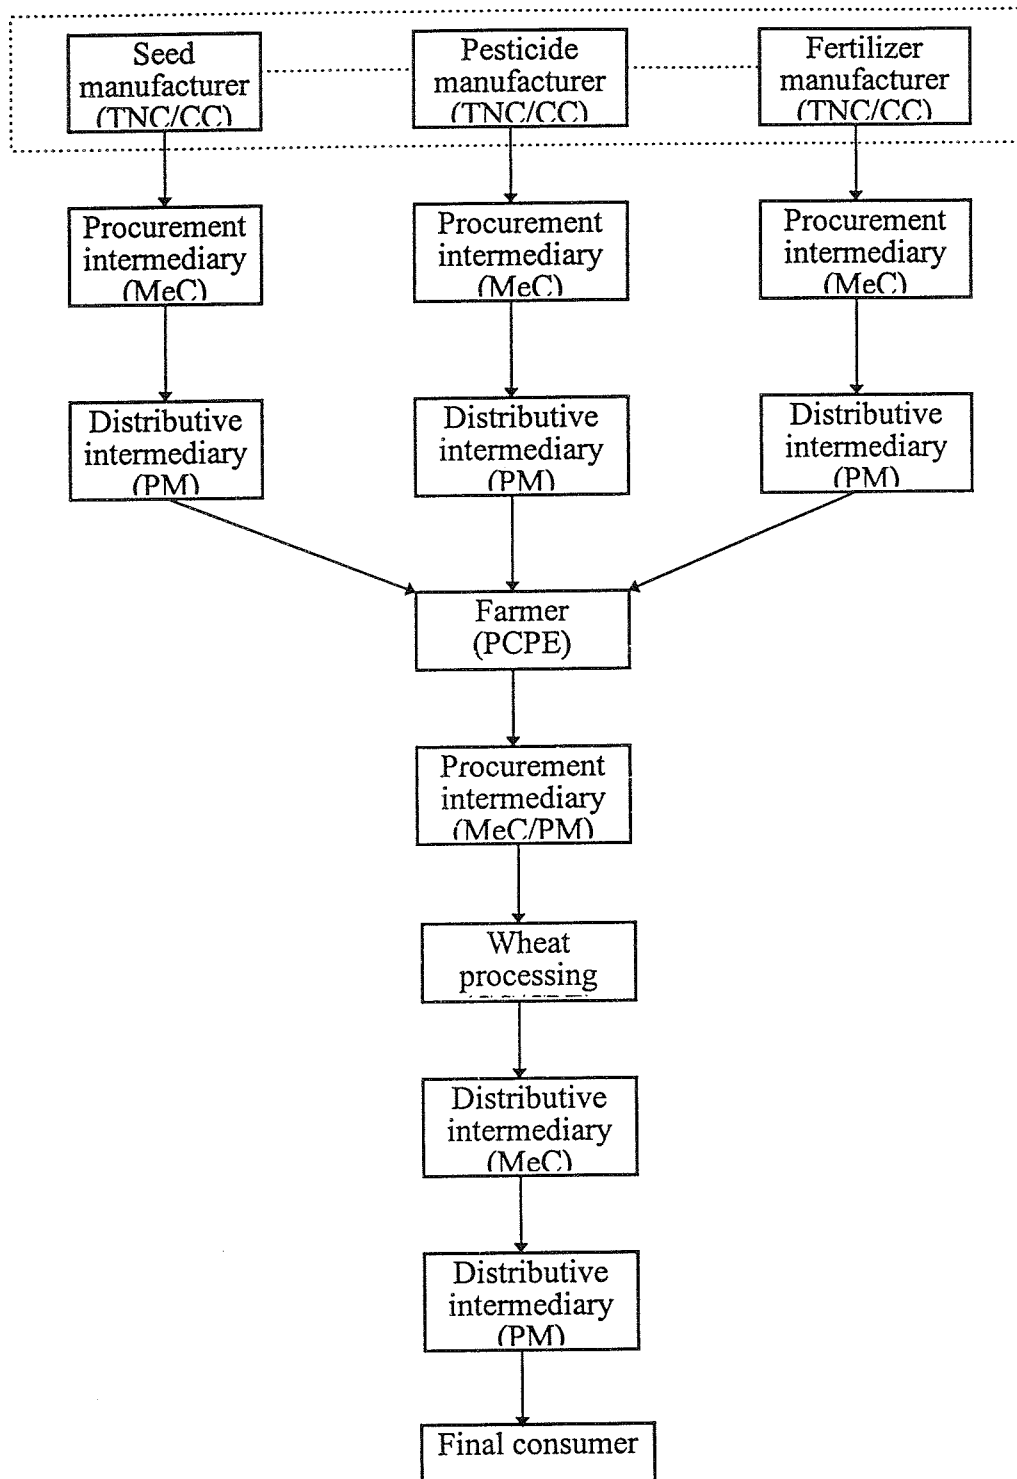 Seed
manufacturer
(TNC/CC)
Pesticide
manufacturer
(TNC/CC)
Fertilizer
manufacturer
(TNC/CC)
Procurement
intermediary
(MeC)
Procurement
intermediary
(MeC)
Procurement
intermediary
(MeC)
Distributive
intermediary
(PM)
Distributive
intermediary
(PM)
Distributive
intermediary
(PM)
Farmer
(PCPE)
Procurement
intermediary
(MeC/PM)
Wheat
processing
Distributive
intermediary
(MeC)
Distributive
intermediary
(PM)
Final consumer